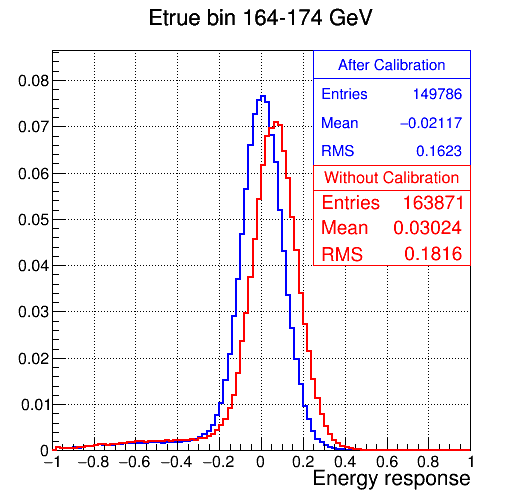 Etrue bin 164-174 GeV
After Calibration
Entries 149786
Mean −0.02117
RMS 0.1623
Without Calibration
Entries 163871
Mean 0.03024
RMS 0.1816
0.08
0.07
0.06
0.05
0.04
0.03
0.02
0.01
0
−1 −0.8 −0.6 −0.4 −0.2 0 0.2 0.4 0.6 0.8 1
Energy response